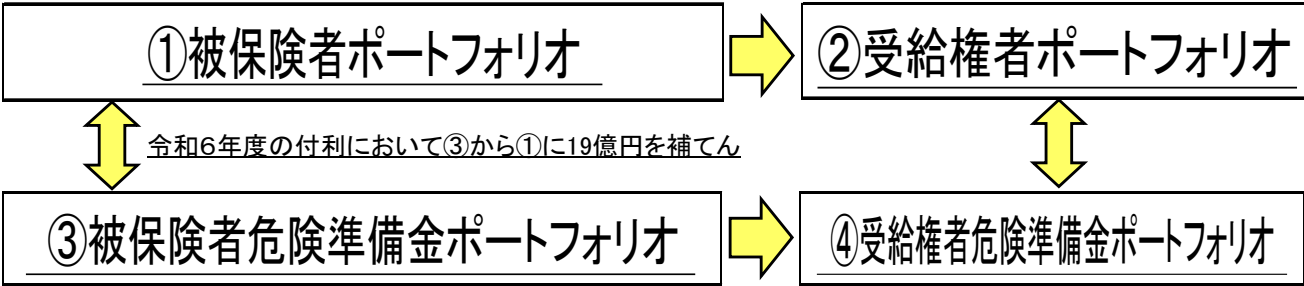 ①被保険者ポートフォリオ
②受給権者ポートフォリオ
令和6年度の付利において③から①に19億円を補てん
③被保険者危険準備金ポートフォリオ
④受給権者危険準備金ポートフォリオ